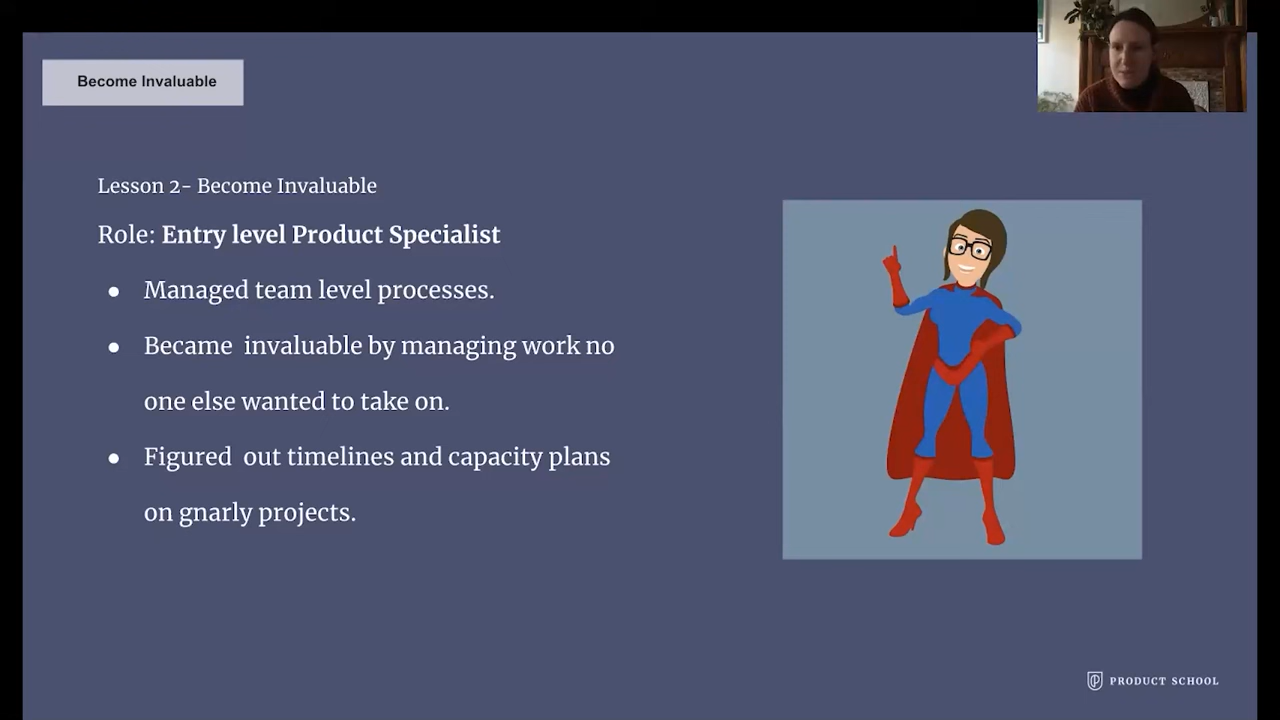 Become Invaluable
Lesson 2- Become Invaluable
Role: Entry level Product Specialist
● Managed team level processes.
● Became  invaluable by managing work no
one else wanted to take on.
● Figured  out timelines and capacity plans
on gnarly projects.
PRODUCT SCHOOL